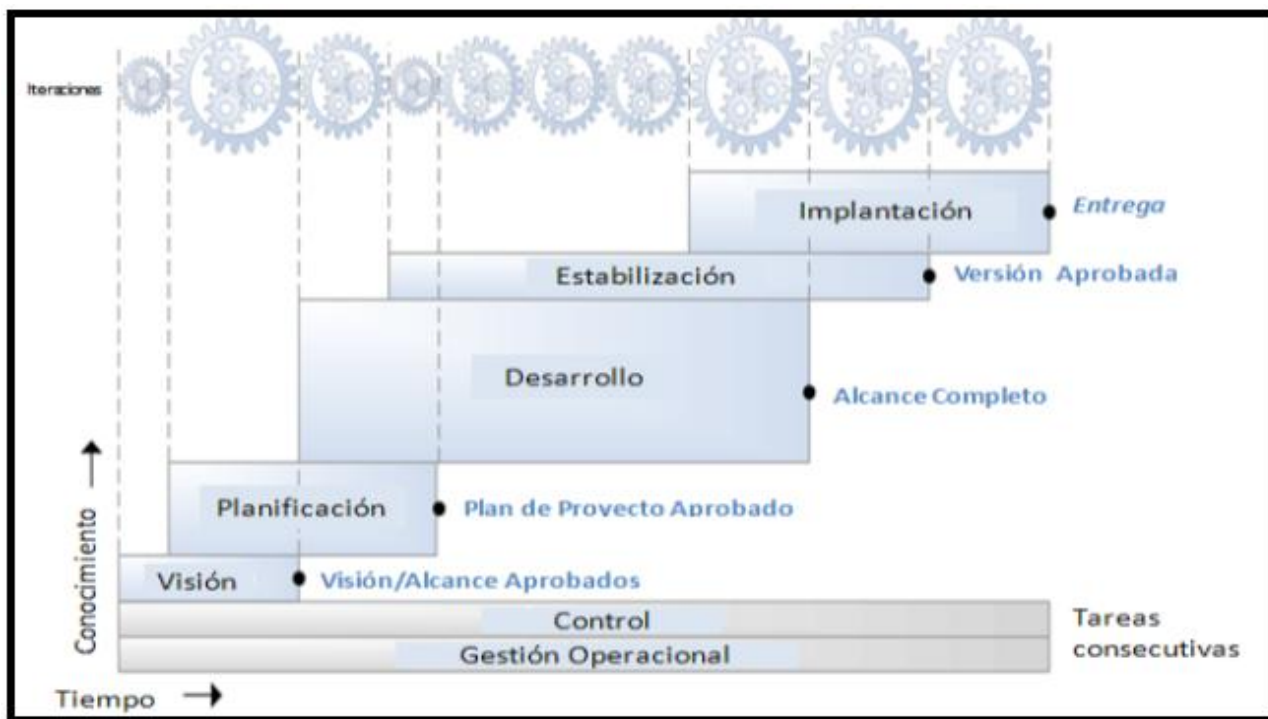 Iteraciones
Implantación
Entrega
Estabilización
Versión Aprobada
Desarrollo
Alcance Completo
Planificación
Plan de Proyecto Aprobado
Visión
Visión/Alcance Aprobados
Control
Gestión Operacional
Tareas
consecutivas
Conocimiento
Tiempo